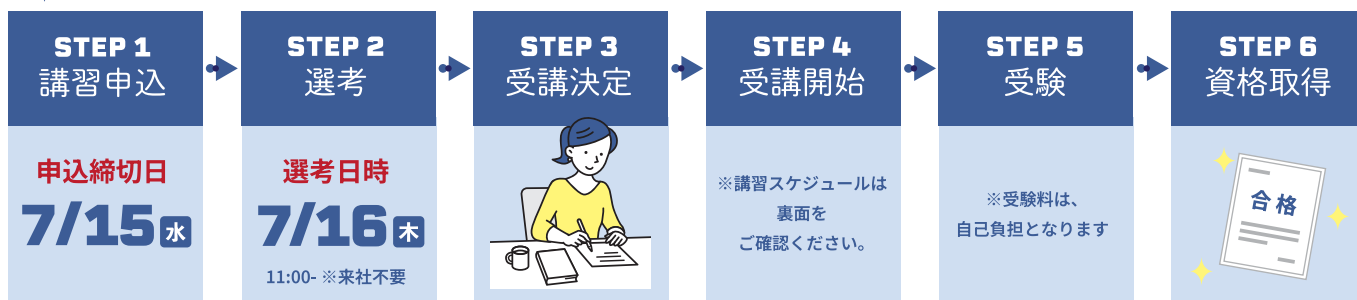 STEP 1
講習申込
申込締切日
7/15 水
STEP 2
選考
選考日時
7/16 木
11:00- ※来社不要
STEP 3
受講決定
STEP 4
受講開始
※講習スケジュールは
裏面を
ご確認ください。
STEP 5
受験
※受験料は、
自己負担となります
STEP 6
資格取得
合格